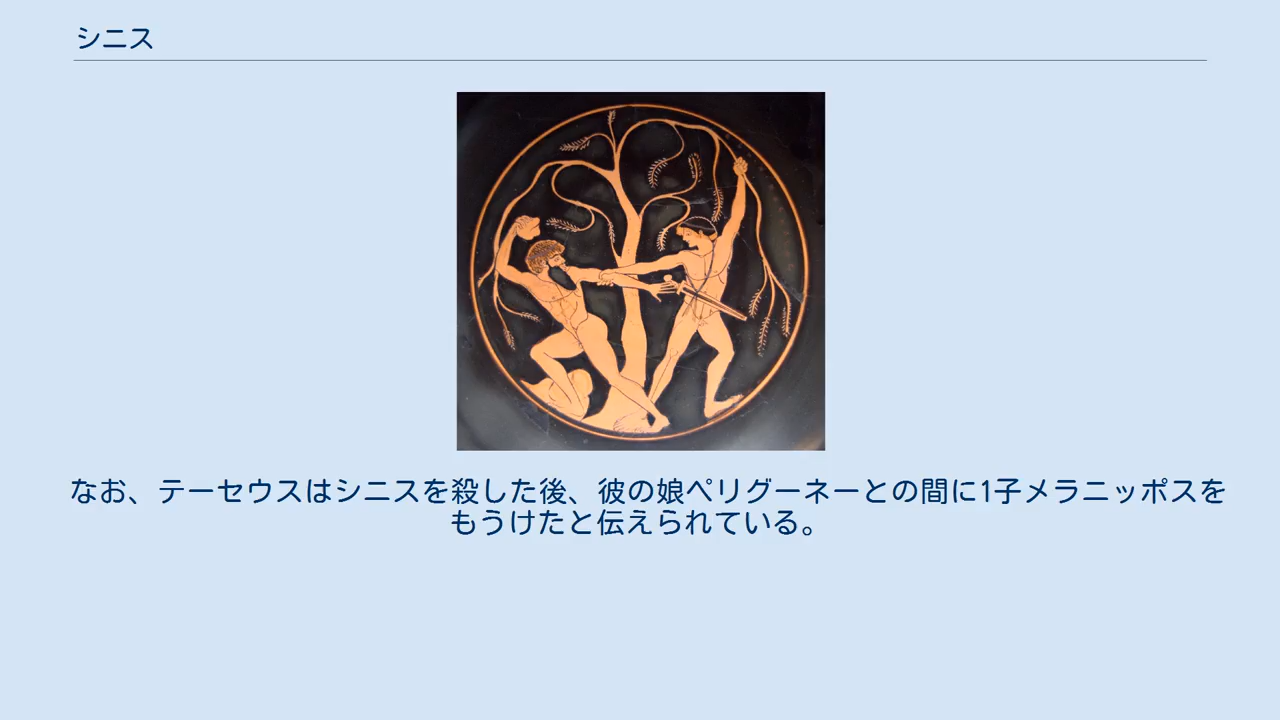 シニス
なお、テーセウスはシニスを殺した後、彼の娘ペリグーネーとの間に1子メラニッポスを
もうけたと伝えられている。